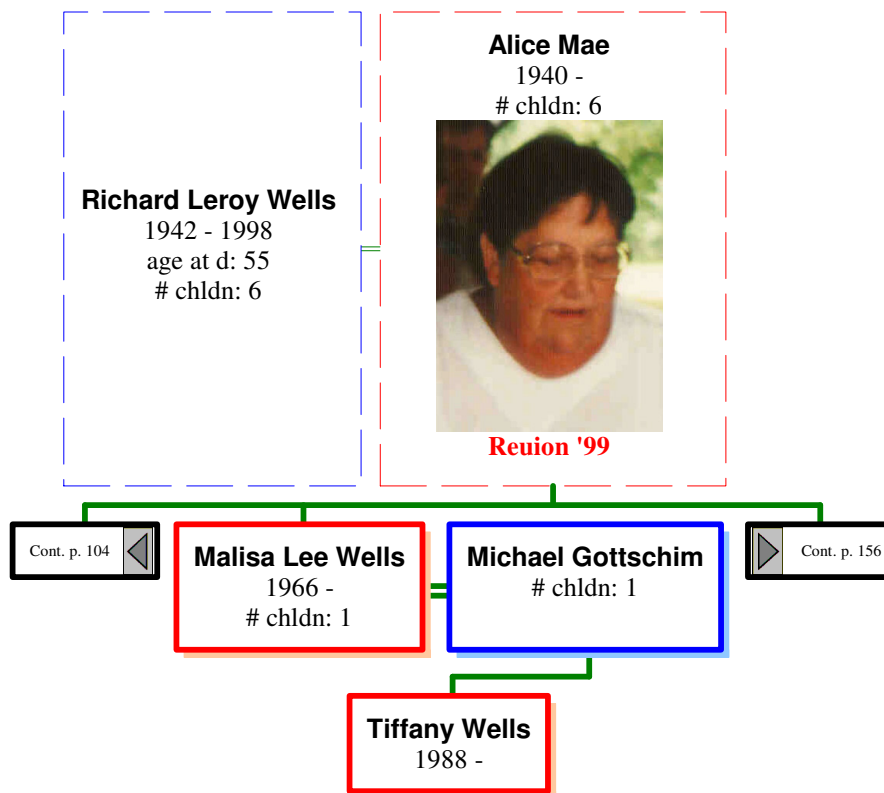 Alice Mae
1940 -
# chldn: 6
Richard Leroy Wells
1942 - 1998
age at d: 55
# chldn: 6
Reuion '99
Cont. p. 104
Malisa Lee Wells
1966 -
# chldn: 1
Michael Gottschim
# chldn: 1
Cont. p. 156
Tiffany Wells
1988 -